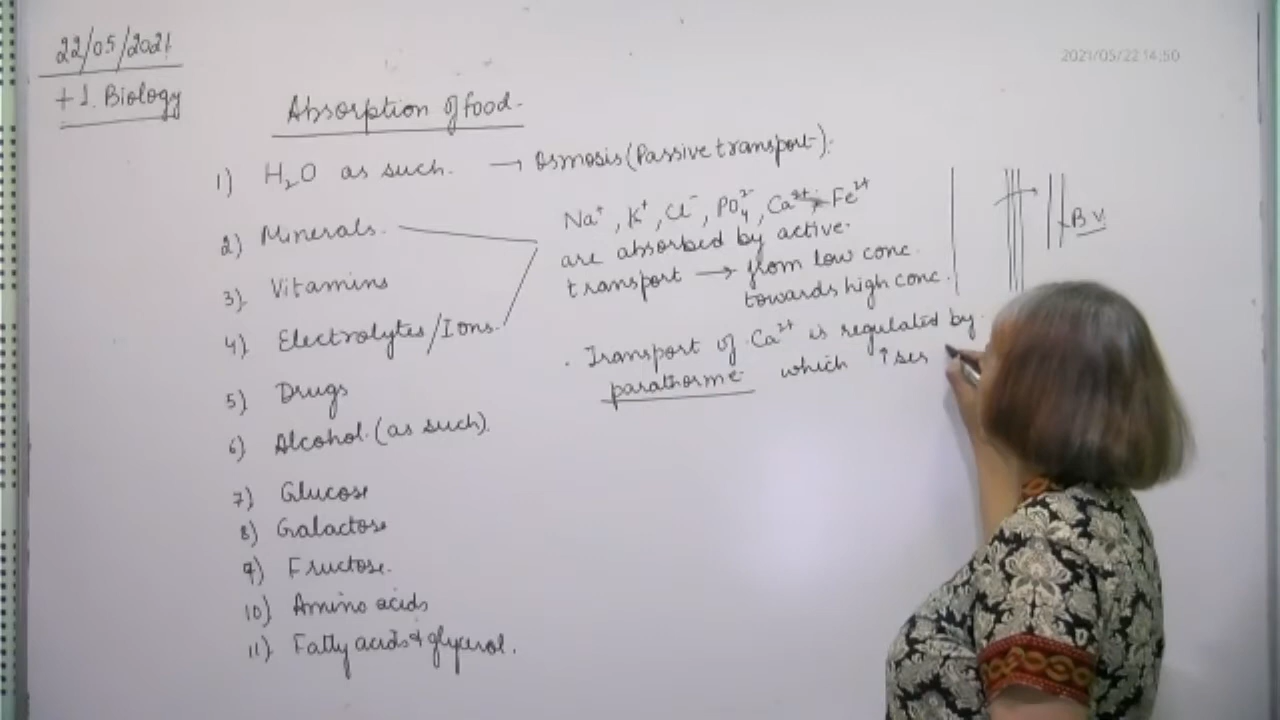 22/05/2021
2021/05/22 14:50
+1. Biology
Absorption of food.
1) H₂O as such. → Osmosis (Passive transport).
2) Minerals.
3) Vitamins
4) Electrolytes/Ions.
5) Drugs
6) Alcohol. (as such).
7) Glucose
8) Galactose
9) Fructose.
10) Amino acids
11) Fatty acids & glycerol.
Na⁺, K⁺, Cl⁻, PO₄²⁻, Ca²⁺, Fe²⁺
are absorbed by active
transport → from low conc.
towards high conc.
. Transport of Ca²⁺ is regulated by
parathorme which ↑ses
B.V.